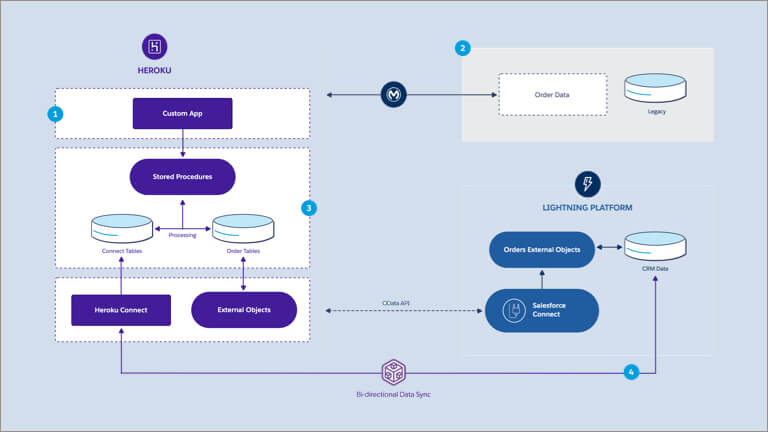 HEROKU
1
Custom App
Stored Procedures
Processing
Connect Tables
Order Tables
3
Heroku Connect
External Objects
2
Order Data
Legacy
LIGHTNING PLATFORM
Orders External Objects
CRM Data
OData API
Salesforce
Connect
4
Bi-directional Data Sync